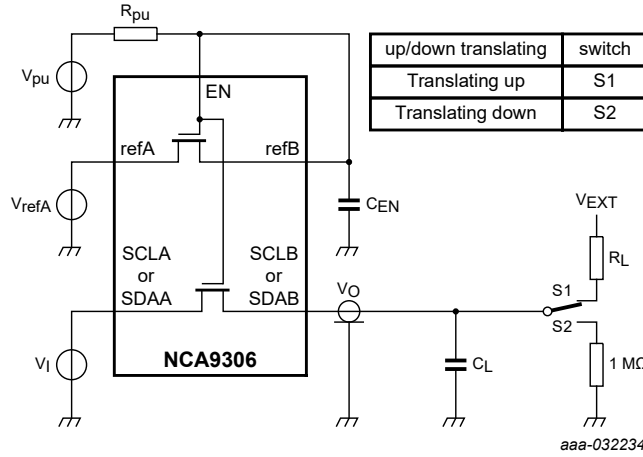 Rpu
up/down translating switch
Translating up S1
Translating down S2
Vpu
EN
refA refB
VrefA
CEN
VEXT
SCLA SCLB
or or
SDAA SDAB
VO
S1
S2
RL
VI
CL
1 MΩ
NCA9306
aaa-032234